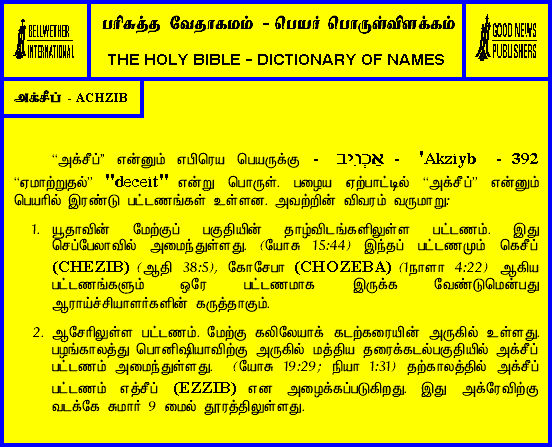 BELLWETHER
INTERNATIONAL
பரிசுத்த வேதாகமம் - பெயர் பொருள்விளக்கம்
THE HOLY BIBLE - DICTIONARY OF NAMES
GOOD NEWS
PUBLISHERS
அக்சீப் - ACHZIB
“அக்சீப்” என்னும் எபிரெய பெயருக்கு - אַכְזִיב - 'Akziyb - 392
“ஏமாற்றுதல்” "deceit" என்று பொருள். பழைய ஏற்பாட்டில் “அக்சீப்” என்னும்
பெயரில் இரண்டு பட்டணங்கள் உள்ளன. அவற்றின் விவரம் வருமாறு:
1. யூதாவின் மேற்குப் பகுதியின் தாழ்விடங்களிலுள்ள பட்டணம். இது
செப்பேலாவில் அமைந்துள்ளது. (யோசு 15:44) இந்தப் பட்டணமும் கெசீப்
(CHEZIB) (ஆதி 38:5), கோசேபா (CHOZEBA) (1நாளா 4:22) ஆகிய
பட்டணங்களும் ஒரே பட்டணமாக இருக்க வேண்டுமென்பது
ஆராய்ச்சியாளர்களின் கருத்தாகும்.
2. ஆசேரிலுள்ள பட்டணம். மேற்கு கலிலேயாக் கடற்கரையின் அருகில் உள்ளது.
பழங்காலத்து பொனிஷியாவிற்கு அருகில் மத்திய தரைக்கடல்பகுதியில் அக்சீப்
பட்டணம் அமைந்துள்ளது. (யோசு 19:29; நியா 1:31) தற்காலத்தில் அக்சீப்
பட்டணம் எத்சீப் (EZZIB) என அழைக்கப்படுகிறது. இது அக்ரேவிற்கு
வடக்கே சுமார் 9 மைல் தூரத்திலுள்ளது.